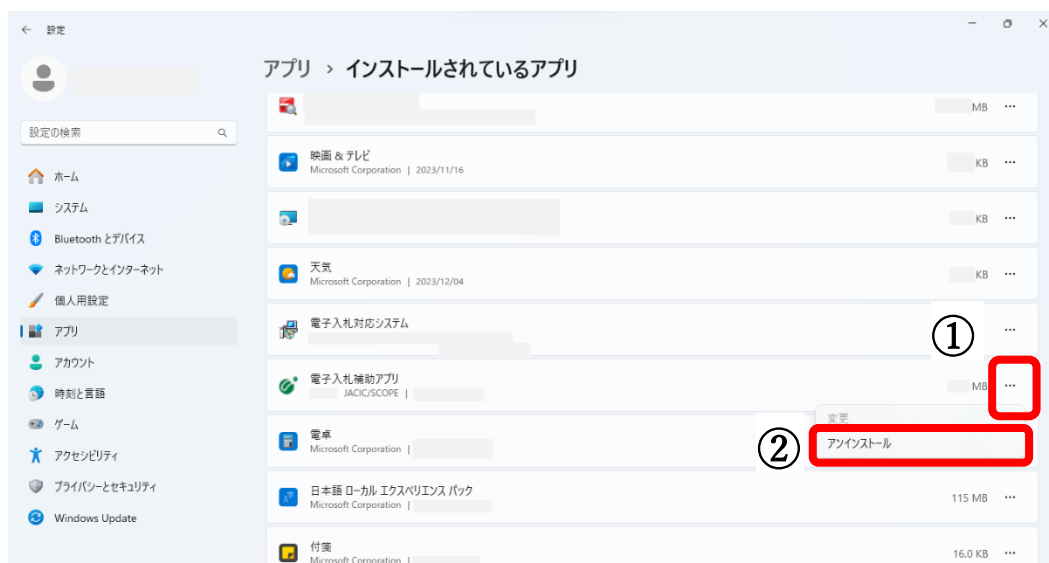 ← 設定
アプリ › インストールされているアプリ
設定の検索
ホーム
システム
Bluetooth とデバイス
ネットワークとインターネット
個人用設定
アプリ
アカウント
時刻と言語
ゲーム
アクセシビリティ
プライバシーとセキュリティ
Windows Update
MB ···
映画 & テレビ
Microsoft Corporation | 2023/11/16
KB ···
KB ···
天気
Microsoft Corporation | 2023/12/04
KB ···
電子入札対応システム
① ···
電子入札補助アプリ
JACIC/SCOPE |
MB ···
変更
② アンインストール
電卓
Microsoft Corporation |
日本語 ローカル エクスペリエンス パック
Microsoft Corporation |
115 MB ···
付箋
Microsoft Corporation |
16.0 KB ···